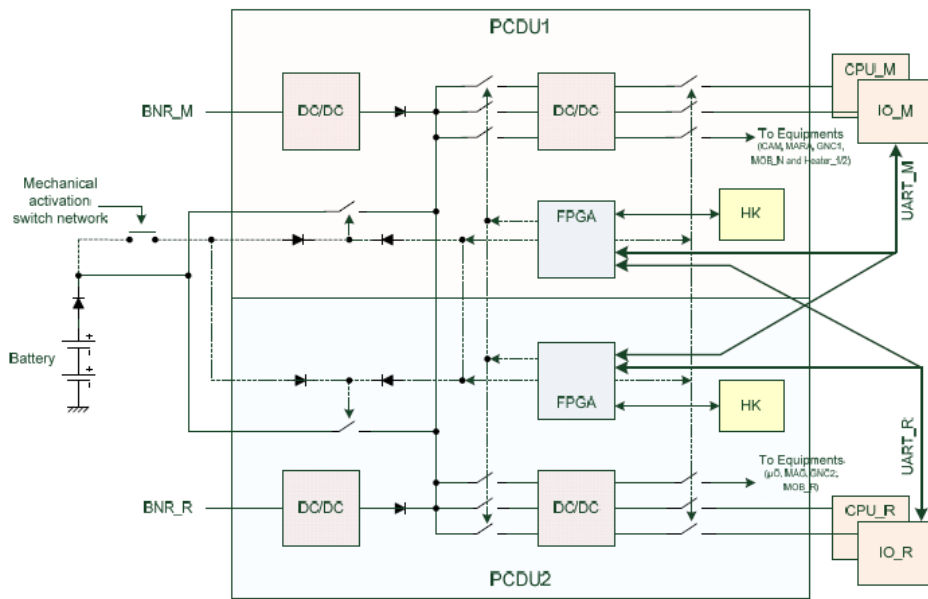 PCDU1
CPU_M
DC/DC
DC/DC
BNR_M
IO_M
To Equipments
(ICAM, MARA, GNC1,
MOB_N and Heater_1/2)
Mechanical
activation
switch network
UART_M
FPGA
HK
Battery
FPGA
HK
UART_R
To Equipments
(µO, MAG, GNC2,
MOB_R)
BNR_R
DC/DC
DC/DC
CPU_R
IO_R
PCDU2